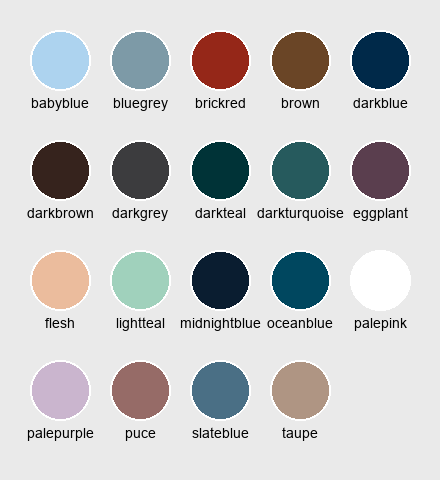 babyblue bluegrey brickred brown darkblue
darkbrown darkgrey darkteal darkturquoise eggplant
flesh lightteal midnightblue oceanblue palepink
palepurple puce slateblue taupe